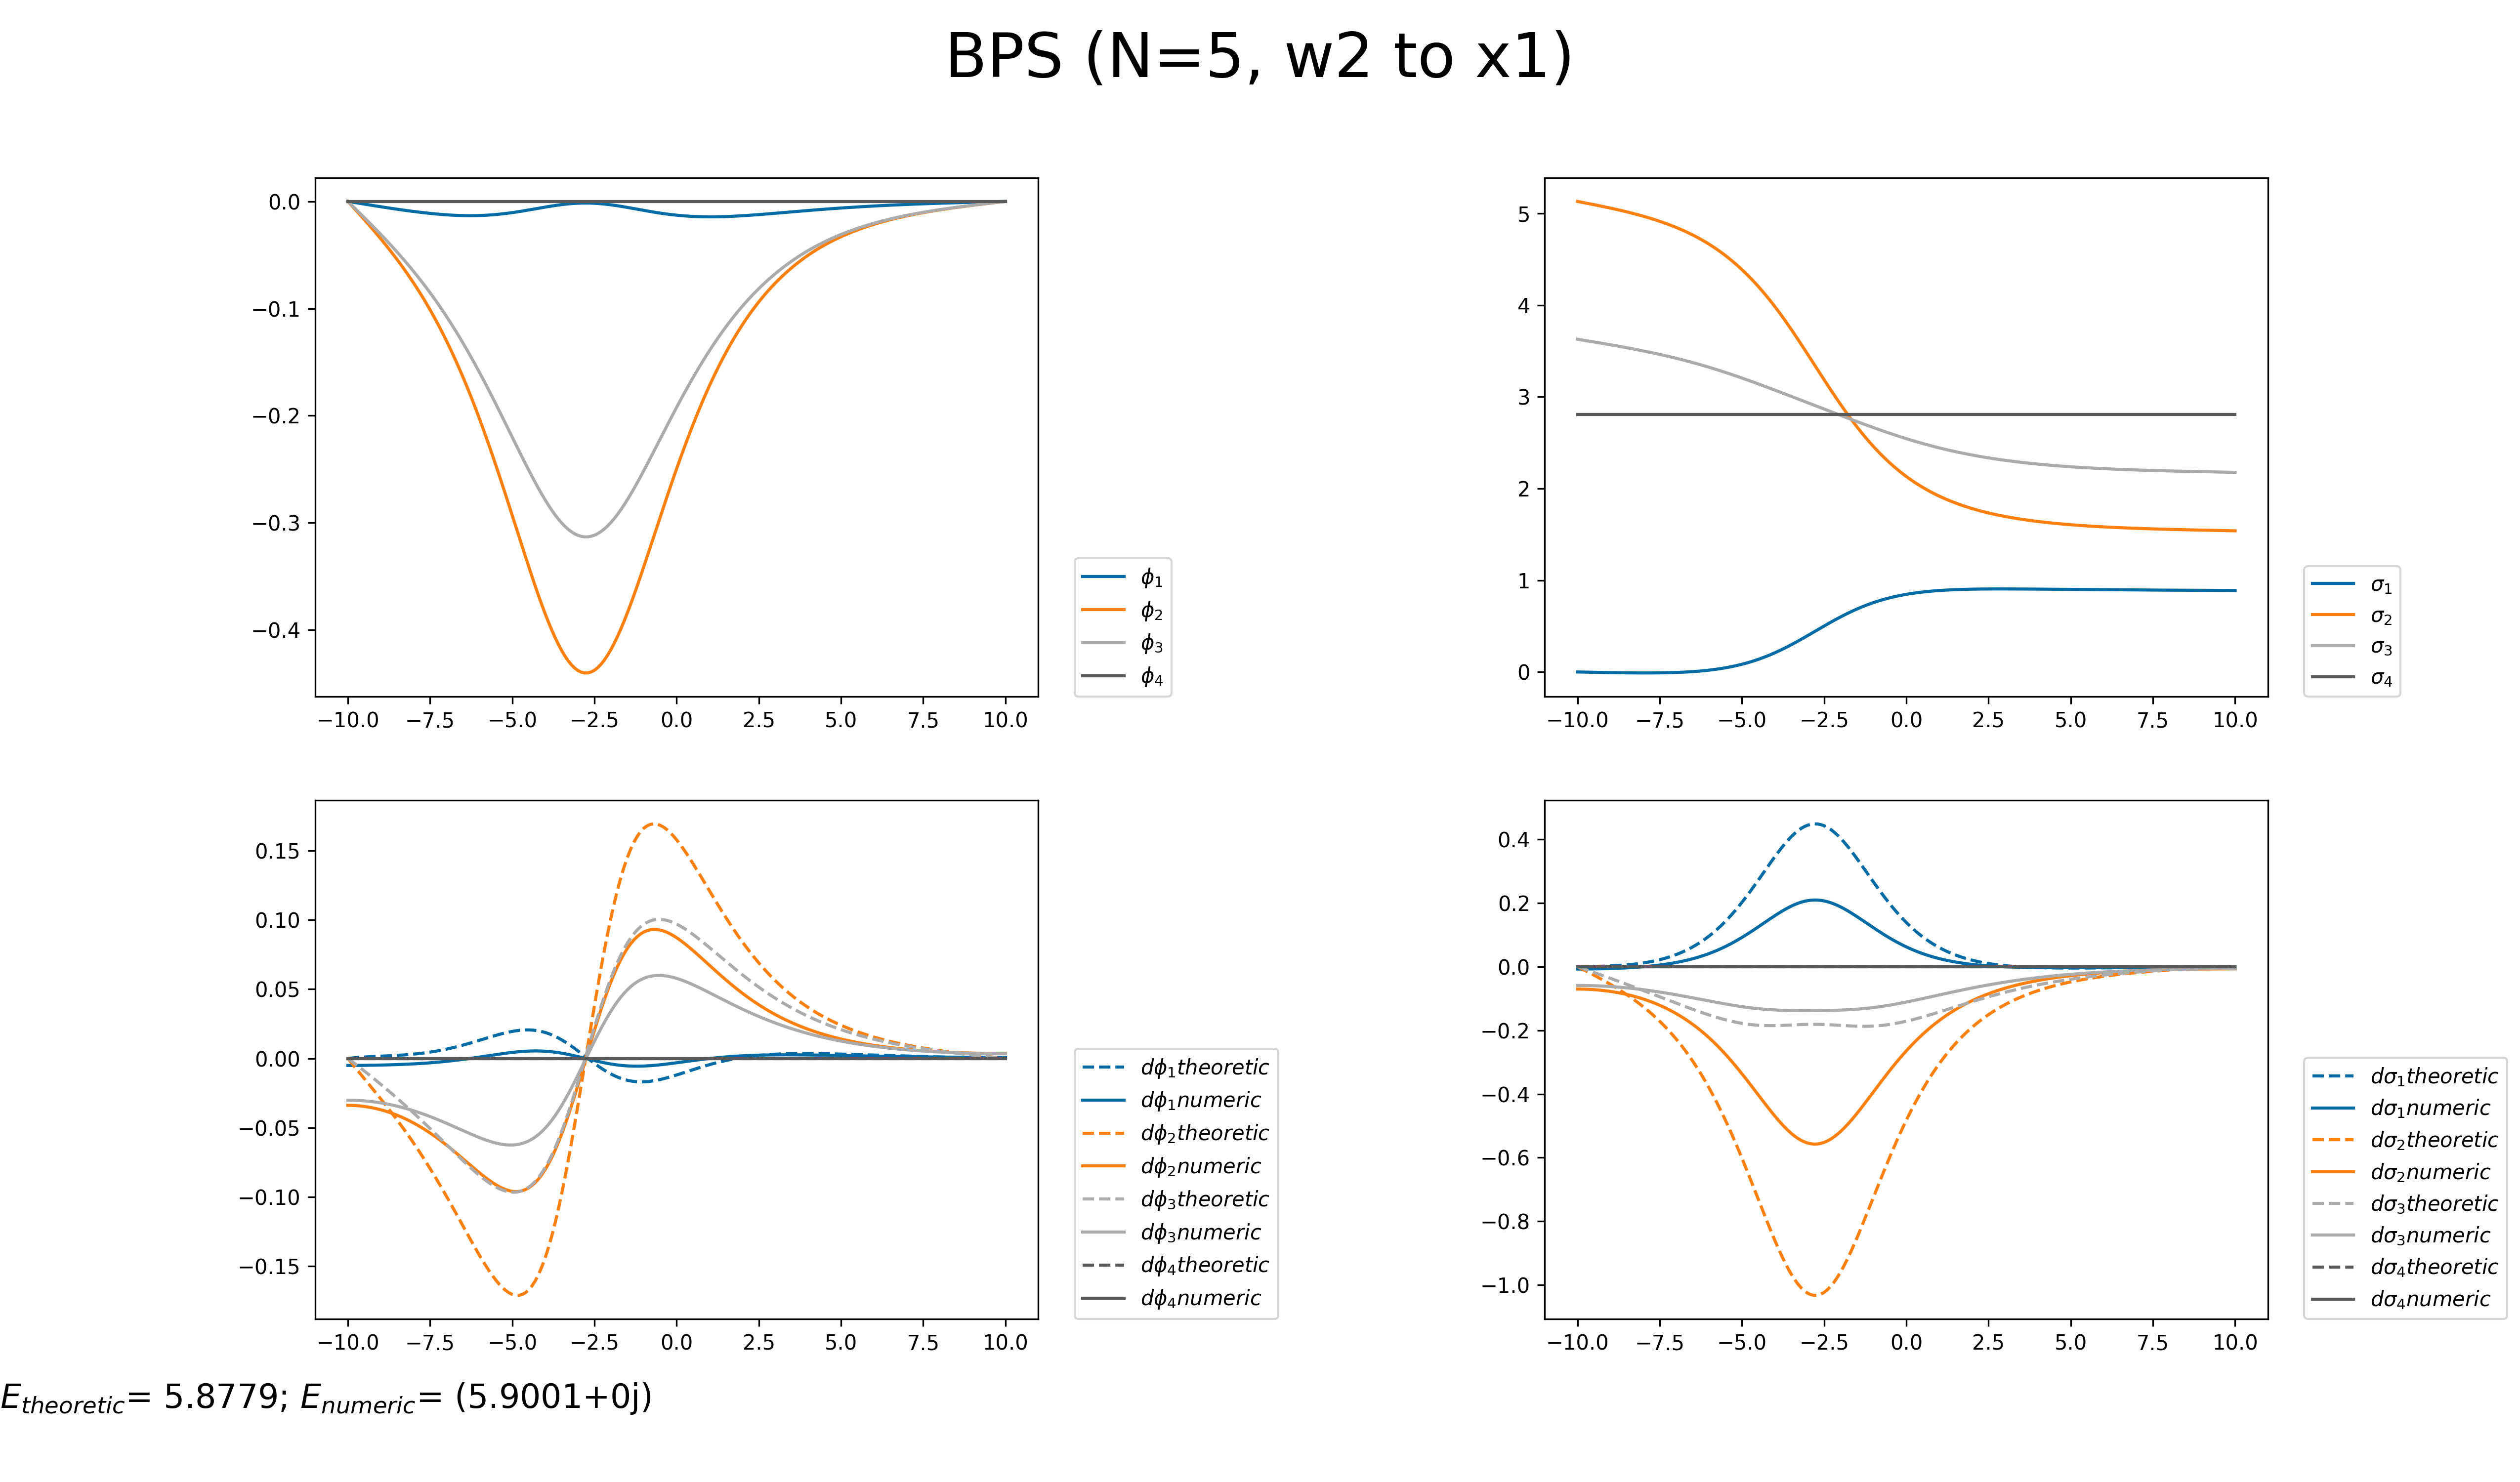 BPS (N=5, w2 to x1)
0.0
−0.1
−0.2
−0.3
−0.4
−10.0 −7.5 −5.0 −2.5 0.0 2.5 5.0 7.5 10.0
ϕ₁
ϕ₂
ϕ₃
ϕ₄
5
4
3
2
1
0
−10.0 −7.5 −5.0 −2.5 0.0 2.5 5.0 7.5 10.0
σ₁
σ₂
σ₃
σ₄
0.15
0.10
0.05
0.00
−0.05
−0.10
−0.15
−10.0 −7.5 −5.0 −2.5 0.0 2.5 5.0 7.5 10.0
dϕ₁theoretic
dϕ₁numeric
dϕ₂theoretic
dϕ₂numeric
dϕ₃theoretic
dϕ₃numeric
dϕ₄theoretic
dϕ₄numeric
0.4
0.2
0.0
−0.2
−0.4
−0.6
−0.8
−1.0
−10.0 −7.5 −5.0 −2.5 0.0 2.5 5.0 7.5 10.0
dσ₁theoretic
dσ₁numeric
dσ₂theoretic
dσ₂numeric
dσ₃theoretic
dσ₃numeric
dσ₄theoretic
dσ₄numeric
E_theoretic= 5.8779; E_numeric= (5.9001+0j)